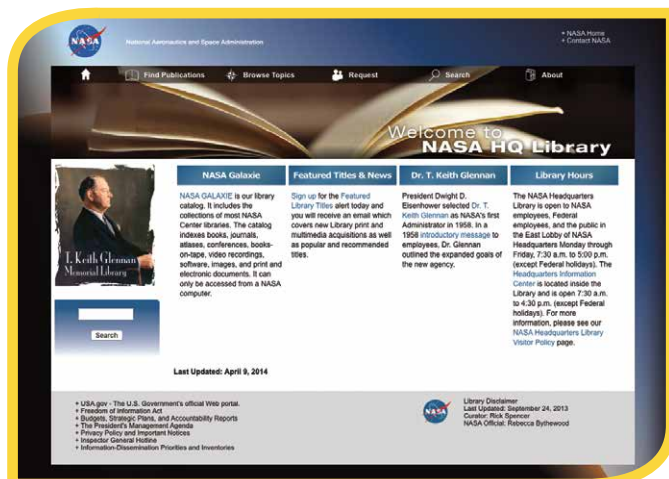 NASA
National Aeronautics and Space Administration
+ NASA Home
+ Contact NASA
Find Publications
Browse Topics
Request
Search
About
Welcome to
NASA HQ Library
T. Keith Glennan
Memorial Library
Search
NASA Galaxie
NASA GALAXIE is our library
catalog. It includes the
collections of most NASA
Center libraries. The catalog
indexes books, journals,
atlases, conferences, books-
on-tape, video recordings,
software, images, and print and
electronic documents. It can
only be accessed from a NASA
computer.
Featured Titles & News
Sign up for the Featured
Library Titles alert today and
you will receive an email which
covers new Library print and
multimedia acquisitions as well
as popular and recommended
titles.
Dr. T. Keith Glennan
President Dwight D.
Eisenhower selected Dr. T.
Keith Glennan as NASA's first
Administrator in 1958. In a
1958 introductory message to
employees, Dr. Glennan
outlined the expanded goals of
the new agency.
Library Hours
The NASA Headquarters
Library is open to NASA
employees, Federal
employees, and the public in
the East Lobby of NASA
Headquarters Monday through
Friday, 7:30 a.m. to 5:00 p.m.
(except Federal holidays). The
Headquarters Information
Center is located inside the
Library and is open 7:30 a.m.
to 4:30 p.m. (except Federal
holidays). For more
information, please see our
NASA Headquarters Library
Visitor Policy page.
Last Updated: April 9, 2014
+ USA.gov - The U.S. Government's official Web portal.
+ Freedom of Information Act
+ Budgets, Strategic Plans, and Accountability Reports
+ The President's Management Agenda
+ Privacy Policy and Important Notices
+ Inspector General Hotline
+ Information-Dissemination Priorities and Inventories
NASA
Library Disclaimer
Last Updated: September 24, 2013
Curator: Rick Spencer
NASA Official: Rebecca Bythewood